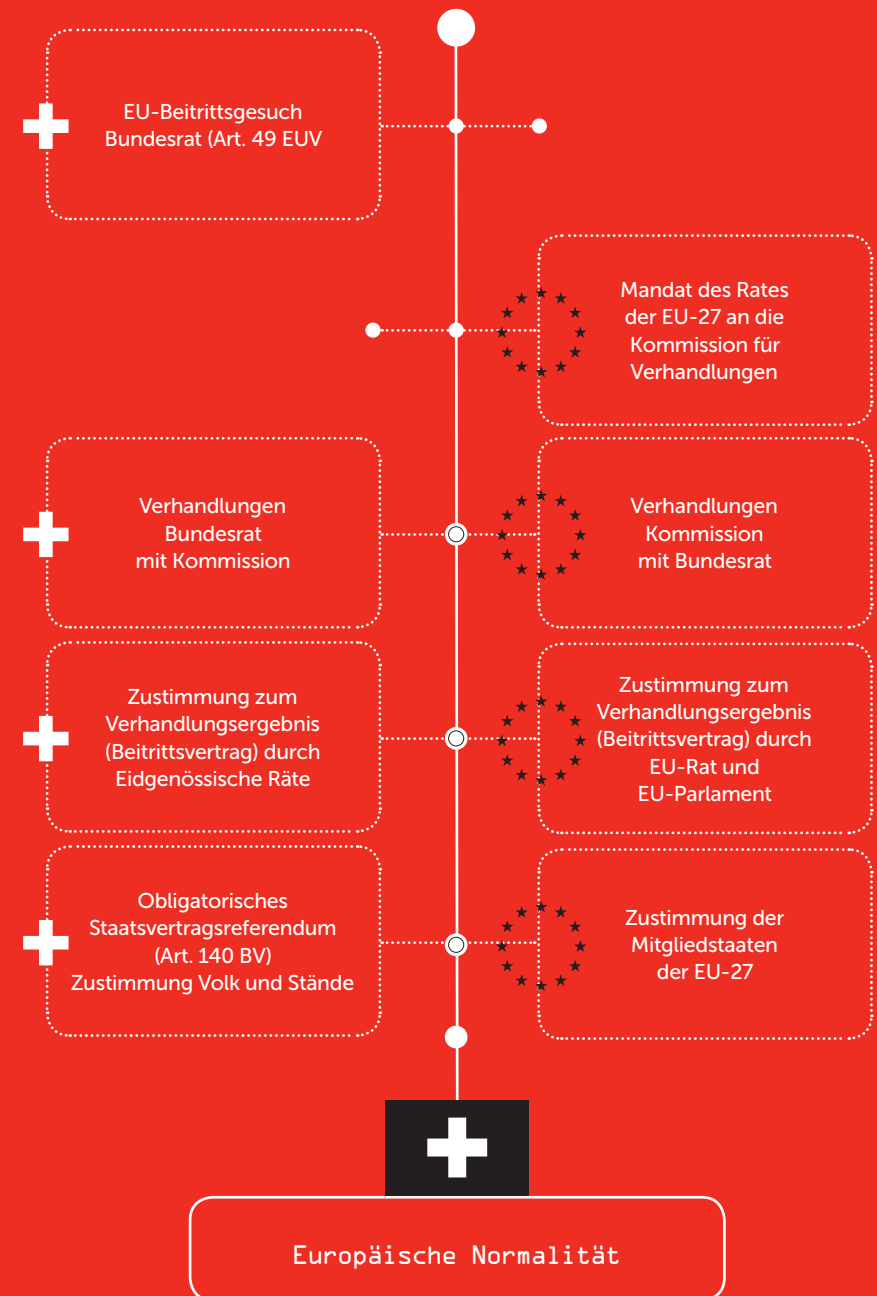 EU-Beitrittsgesuch
Bundesrat (Art. 49 EUV
Mandat des Rates
der EU-27 an die
Kommission für
Verhandlungen
Verhandlungen
Bundesrat
mit Kommission
Verhandlungen
Kommission
mit Bundesrat
Zustimmung zum
Verhandlungsergebnis
(Beitrittsvertrag) durch
Eidgenössische Räte
Zustimmung zum
Verhandlungsergebnis
(Beitrittsvertrag) durch
EU-Rat und
EU-Parlament
Obligatorisches
Staatsvertragsreferendum
(Art. 140 BV)
Zustimmung Volk und Stände
Zustimmung der
Mitgliedstaaten
der EU-27
Europäische Normalität